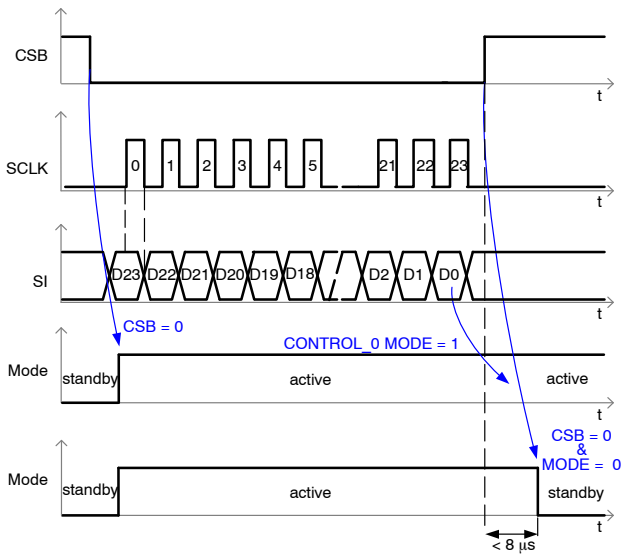 CSB
t
SCLK
0 1 2 3 4 5 21 22 23
t
SI
D23 D22 D21 D20 D19 D18 D2 D1 D0
t
CSB = 0
CONTROL_0 MODE = 1
Mode
standby active active
t
CSB = 0
&
MODE = 0
Mode
standby active standby
t
< 8 µs